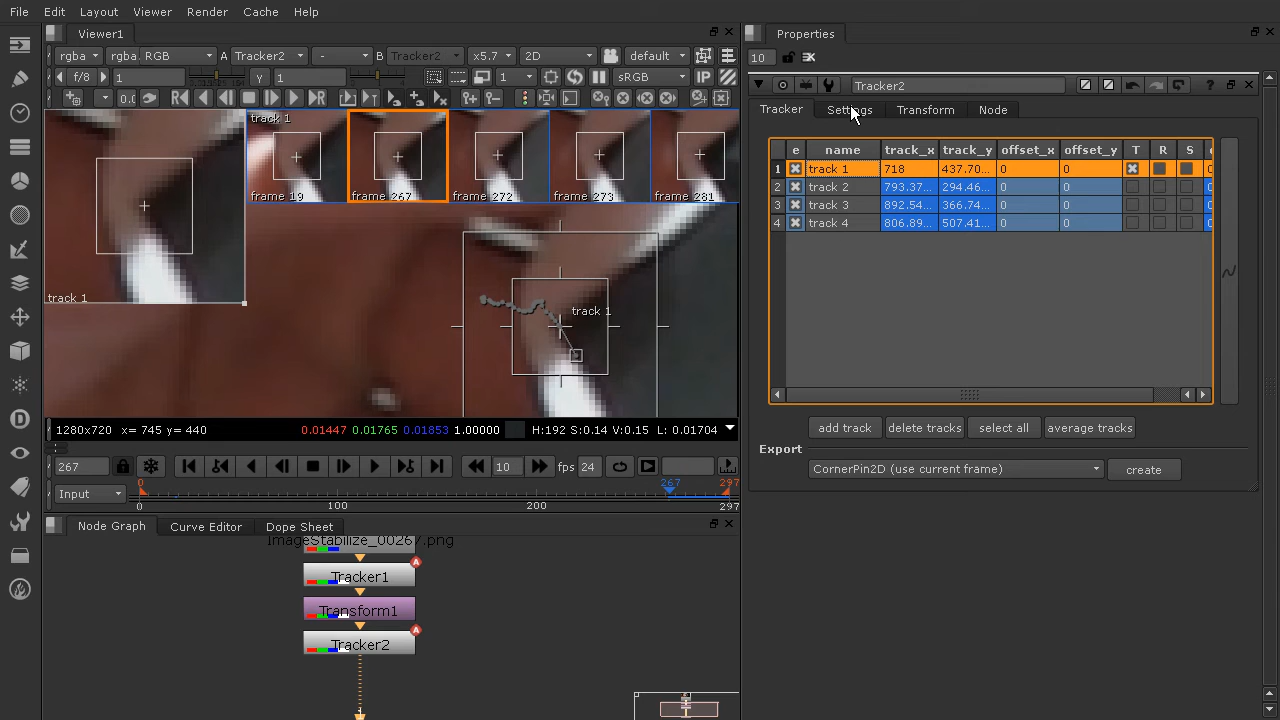 File Edit Layout Viewer Render Cache Help
Viewer1
Properties
rgba rgba RGB A Tracker2 - B Tracker2 x5.7 2D default
10
f/8 1 Y 1 1 sRGB IP
0.0
Tracker2
Tracker Settings Transform Node
track 1
e name track_x track_y offset_x offset_y T R S
1 track 1 718 437.70... 0 0
2 track 2 793.37... 294.46... 0 0
3 track 3 892.54... 366.74... 0 0
4 track 4 806.89... 507.41... 0 0
frame 19 frame 267 frame 272 frame 273 frame 281
track 1
track 1
add track delete tracks select all average tracks
1280x720 x= 745 y= 440 0.01447 0.01765 0.01853 1.00000 H:192 S:0.14 V:0.15 L: 0.01704
Export
CornerPin2D (use current frame) create
267 10 fps 24
Input 0 267 297
0 100 200 297
Node Graph Curve Editor Dope Sheet
ImageStabilize_00267.png
A
Tracker1
Transform1
A
Tracker2